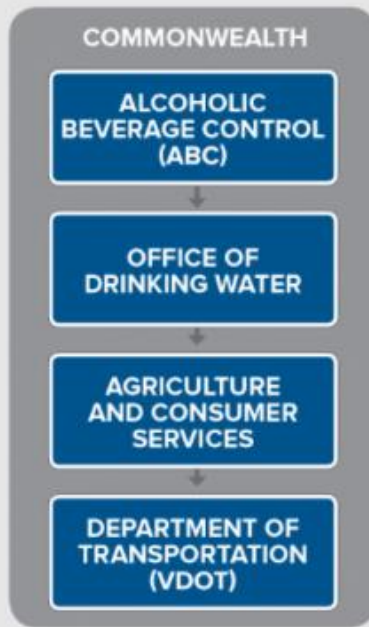 COMMONWEALTH
ALCOHOLIC
BEVERAGE CONTROL
(ABC)
OFFICE OF
DRINKING WATER
AGRICULTURE
AND CONSUMER
SERVICES
DEPARTMENT OF
TRANSPORTATION
(VDOT)